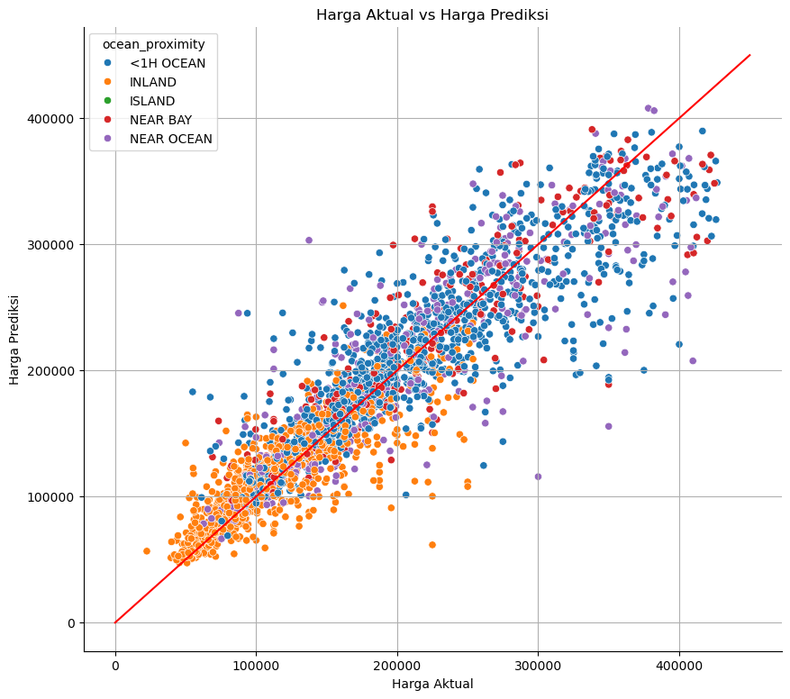 Harga Aktual vs Harga Prediksi
ocean_proximity
<1H OCEAN
INLAND
ISLAND
NEAR BAY
NEAR OCEAN
400000
300000
200000
100000
0
Harga Prediksi
0 100000 200000 300000 400000
Harga Aktual